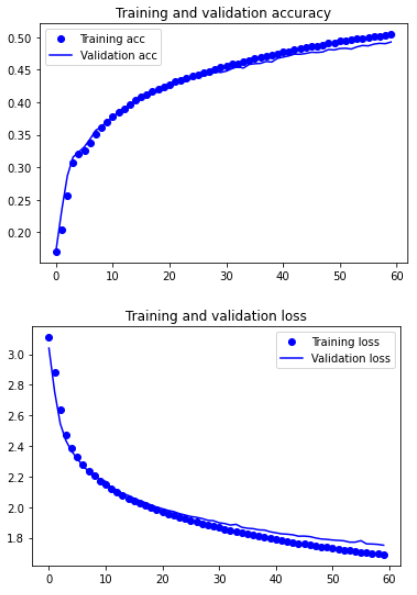 Training and validation accuracy
0.50
0.45
0.40
0.35
0.30
0.25
0.20
Training acc
Validation acc
0 10 20 30 40 50 60
Training and validation loss
3.0
2.8
2.6
2.4
2.2
2.0
1.8
Training loss
Validation loss
0 10 20 30 40 50 60